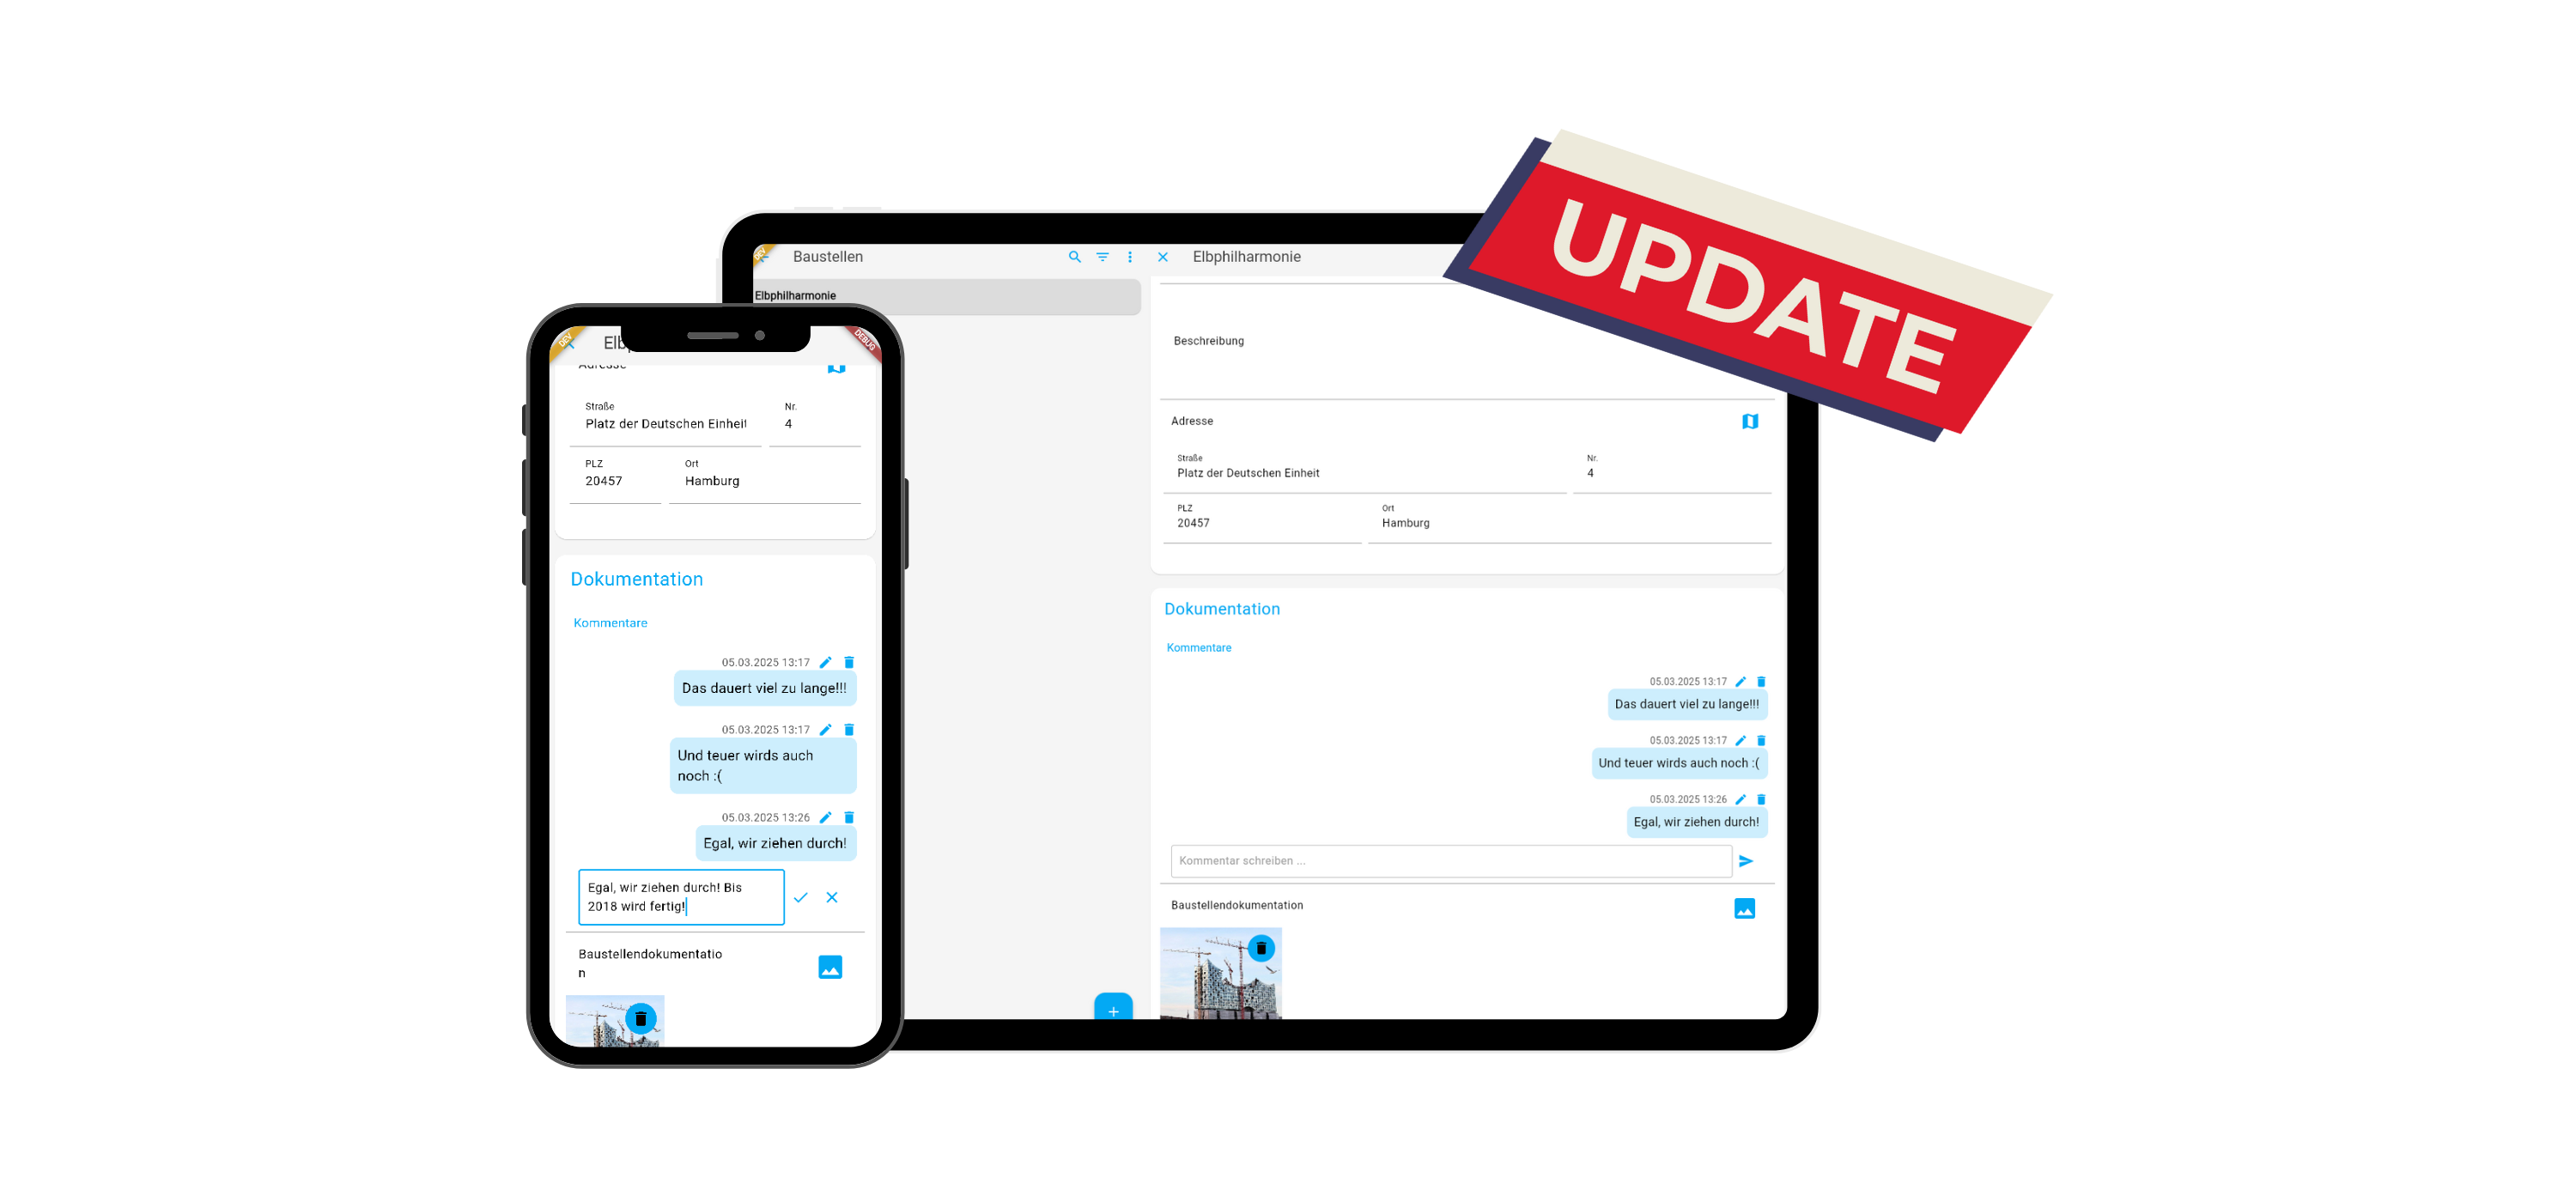 UPDATE
DEV
Baustellen
Elbphilharmonie
Elbphilharmonie
Beschreibung
Adresse
Straße
Nr.
Platz der Deutschen Einheit
4
PLZ
Ort
20457
Hamburg
Dokumentation
Kommentare
05.03.2025 13:17
Das dauert viel zu lange!!!
05.03.2025 13:17
Und teuer wirds auch noch :(
05.03.2025 13:26
Egal, wir ziehen durch!
Kommentar schreiben ...
Baustellendokumentation
+
DEV
DEBUG
Elb
Adresse
Straße
Nr.
Platz der Deutschen Einheit
4
PLZ
Ort
20457
Hamburg
Dokumentation
Kommentare
05.03.2025 13:17
Das dauert viel zu lange!!!
05.03.2025 13:17
Und teuer wirds auch
noch :(
05.03.2025 13:26
Egal, wir ziehen durch!
Egal, wir ziehen durch! Bis
2018 wird fertig!
Baustellendokumentatio
n